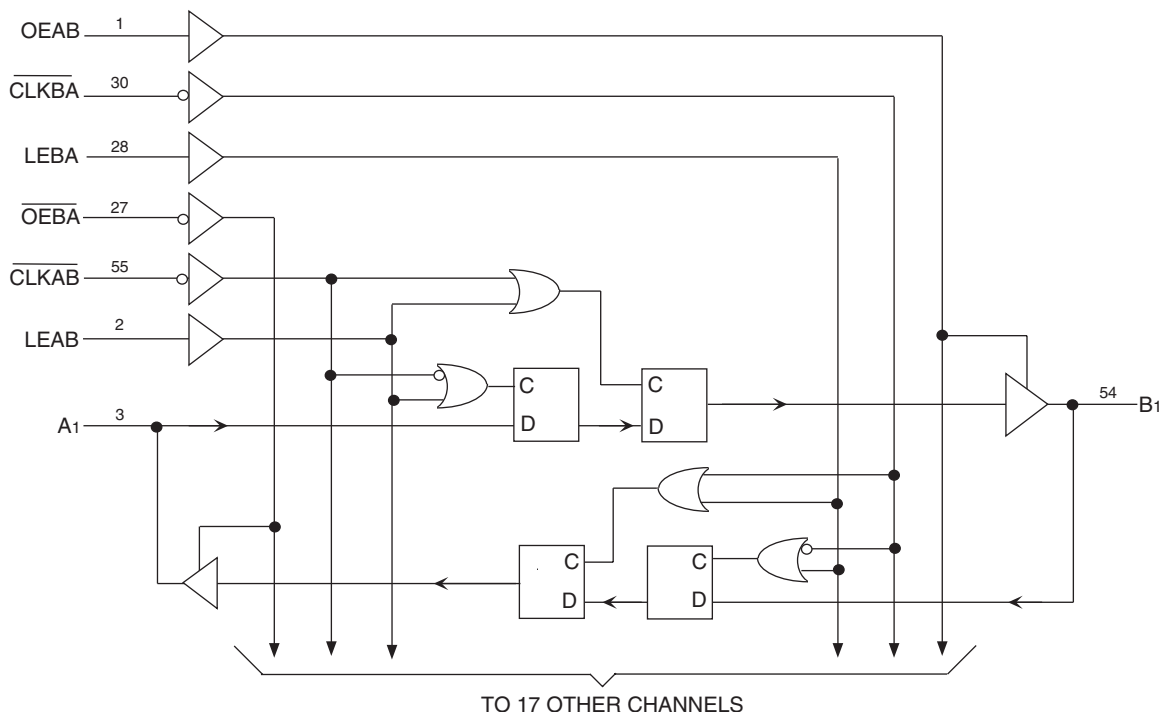 OEAB 1
CLKBA 30
LEBA 28
OEBA 27
CLKAB 55
LEAB 2
C
C
A1 3
D
D
54 B1
C
C
D
D
TO 17 OTHER CHANNELS